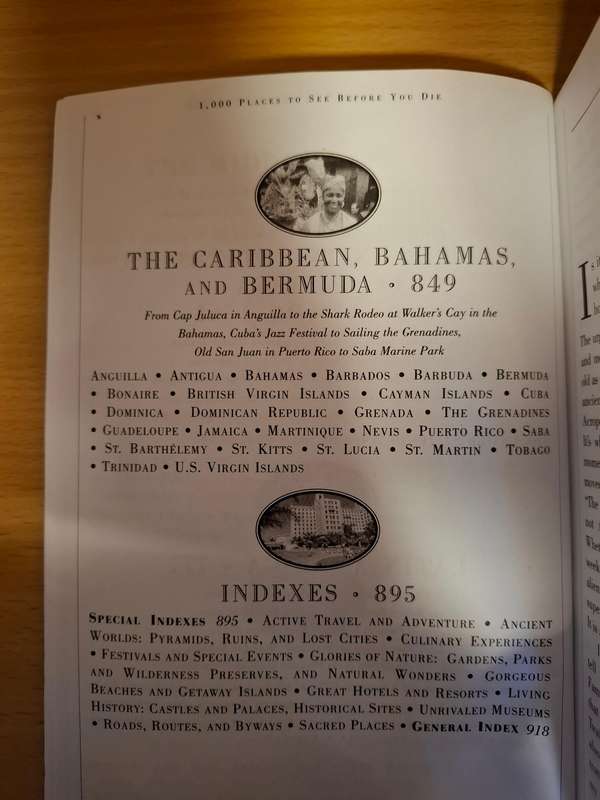 1,000 Places to See Before You Die
THE CARIBBEAN, BAHAMAS,
AND BERMUDA • 849
From Cap Juluca in Anguilla to the Shark Rodeo at Walker's Cay in the
Bahamas, Cuba's Jazz Festival to Sailing the Grenadines,
Old San Juan in Puerto Rico to Saba Marine Park
Anguilla • Antigua • Bahamas • Barbados • Barbuda • Bermuda
• Bonaire • British Virgin Islands • Cayman Islands • Cuba
• Dominica • Dominican Republic • Grenada • The Grenadines
• Guadeloupe • Jamaica • Martinique • Nevis • Puerto Rico • Saba
• St. Barthélemy • St. Kitts • St. Lucia • St. Martin • Tobago
• Trinidad • U.S. Virgin Islands
INDEXES • 895
Special Indexes 895 • Active Travel and Adventure • Ancient
Worlds: Pyramids, Ruins, and Lost Cities • Culinary Experiences
• Festivals and Special Events • Glories of Nature: Gardens, Parks
and Wilderness Preserves, and Natural Wonders • Gorgeous
Beaches and Getaway Islands • Great Hotels and Resorts • Living
History: Castles and Palaces, Historical Sites • Unrivaled Museums
• Roads, Routes, and Byways • Sacred Places • General Index 918